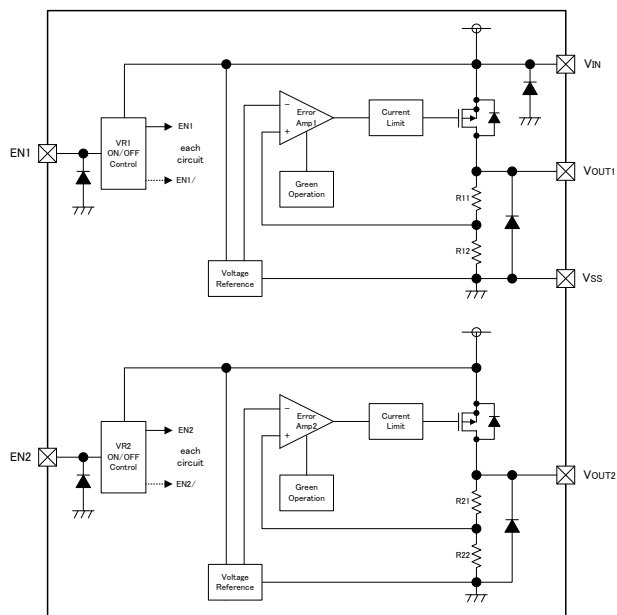 VIN
Error
Amp1
−
+
Current
Limit
VR1
ON/OFF
Control
EN1
each
circuit
EN1/
EN1
Green
Operation
VOUT1
R11
R12
Voltage
Reference
VSS
Error
Amp2
−
+
Current
Limit
VR2
ON/OFF
Control
EN2
each
circuit
EN2/
EN2
Green
Operation
VOUT2
R21
R22
Voltage
Reference